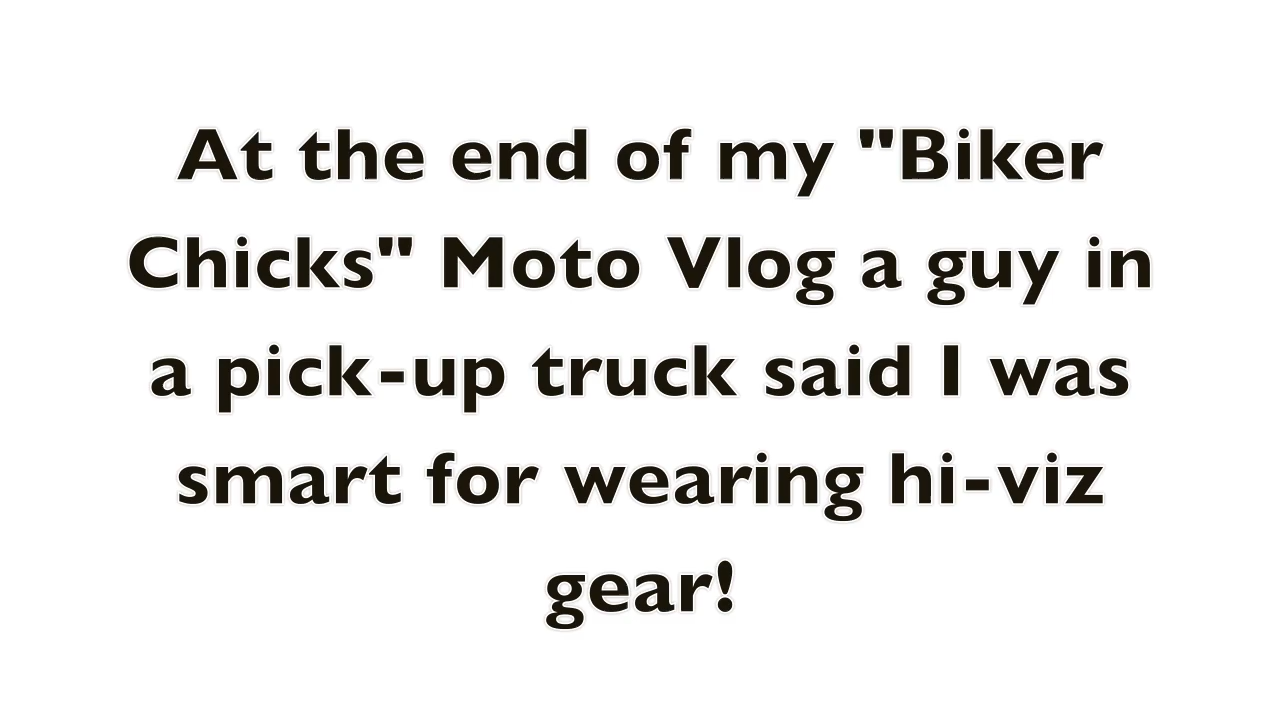 At the end of my "Biker
Chicks" Moto Vlog a guy in
a pick-up truck said I was
smart for wearing hi-viz
gear!